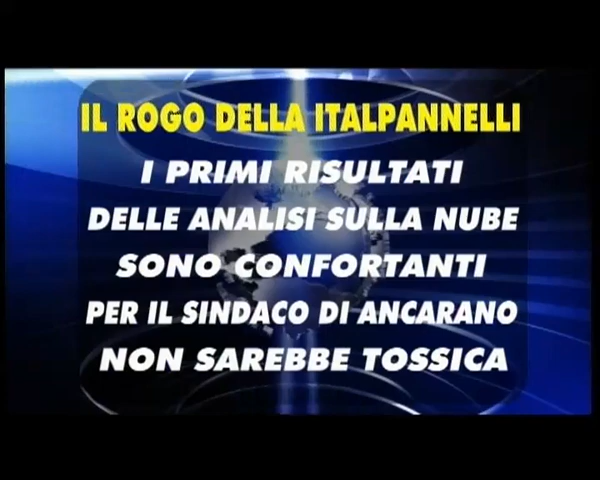 IL ROGO DELLA ITALPANNELLI
I PRIMI RISULTATI
DELLE ANALISI SULLA NUBE
SONO CONFORTANTI
PER IL SINDACO DI ANCARANO
NON SAREBBE TOSSICA